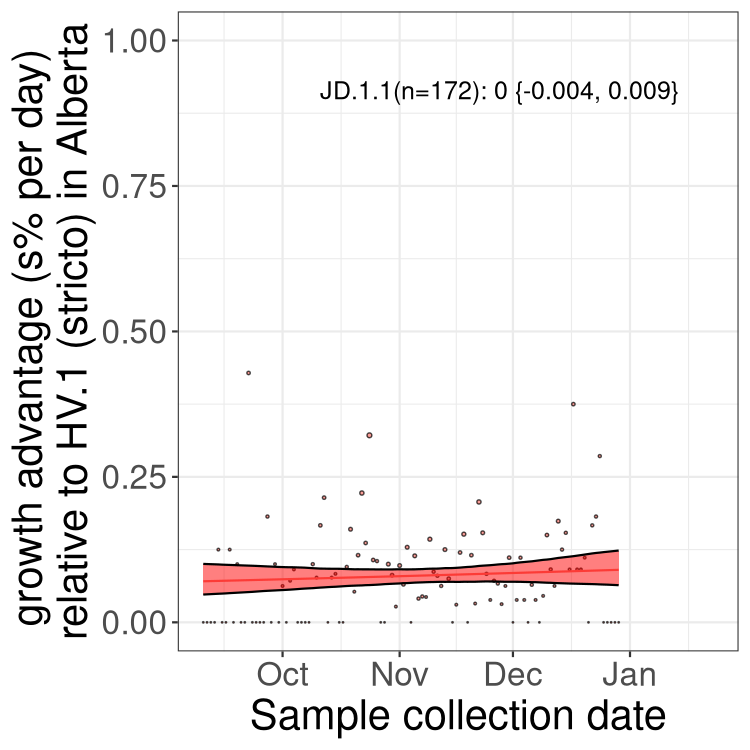 growth advantage (s% per day)
relative to HV.1 (stricto) in Alberta
1.00
0.75
0.50
0.25
0.00
JD.1.1(n=172): 0 {-0.004, 0.009}
Oct Nov Dec Jan
Sample collection date